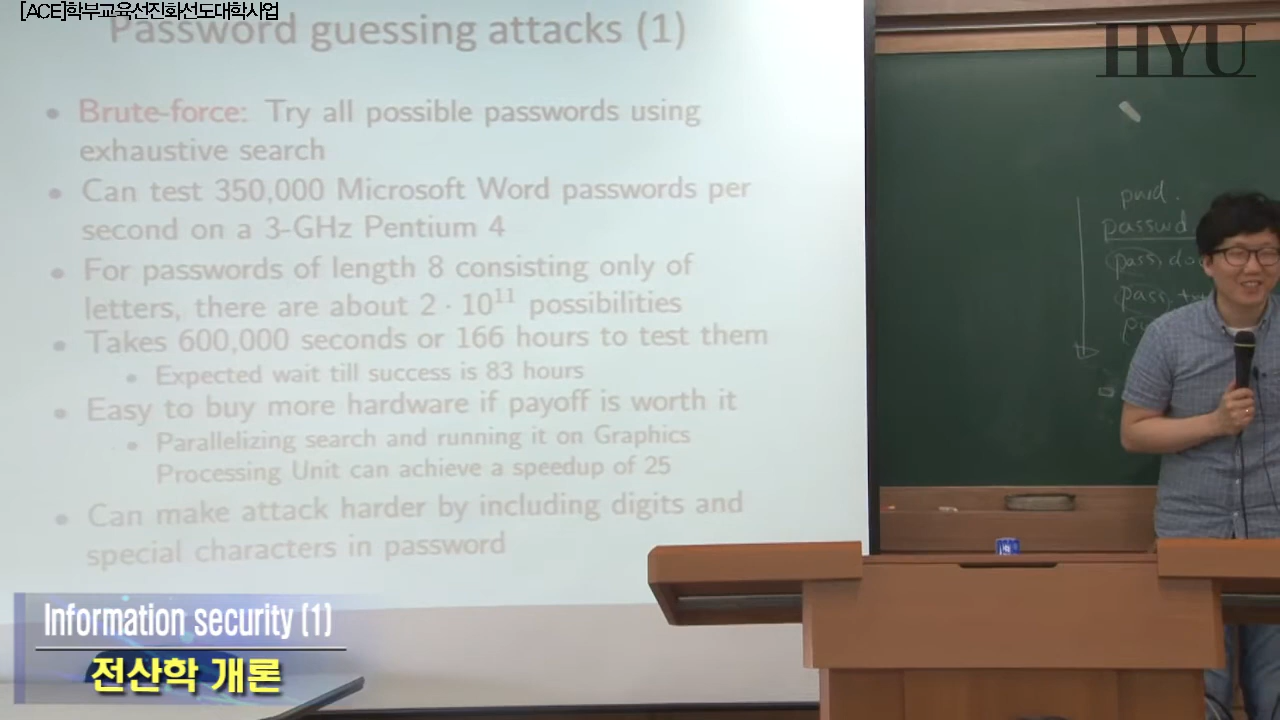 [ACE]학부교육선진화선도대학사업
Password guessing attacks (1)
HYU
• Brute-force: Try all possible passwords using
exhaustive search
• Can test 350,000 Microsoft Word passwords per
second on a 3-GHz Pentium 4
• For passwords of length 8 consisting only of
letters, there are about 2 · 10¹¹ possibilities
• Takes 600,000 seconds or 166 hours to test them
• Expected wait till success is 83 hours
• Easy to buy more hardware if payoff is worth it
• Parallelizing search and running it on Graphics
Processing Unit can achieve a speedup of 25
• Can make attack harder by including digits and
special characters in password
pwd.
passwd
pass
pass
Information security (1)
전산학 개론